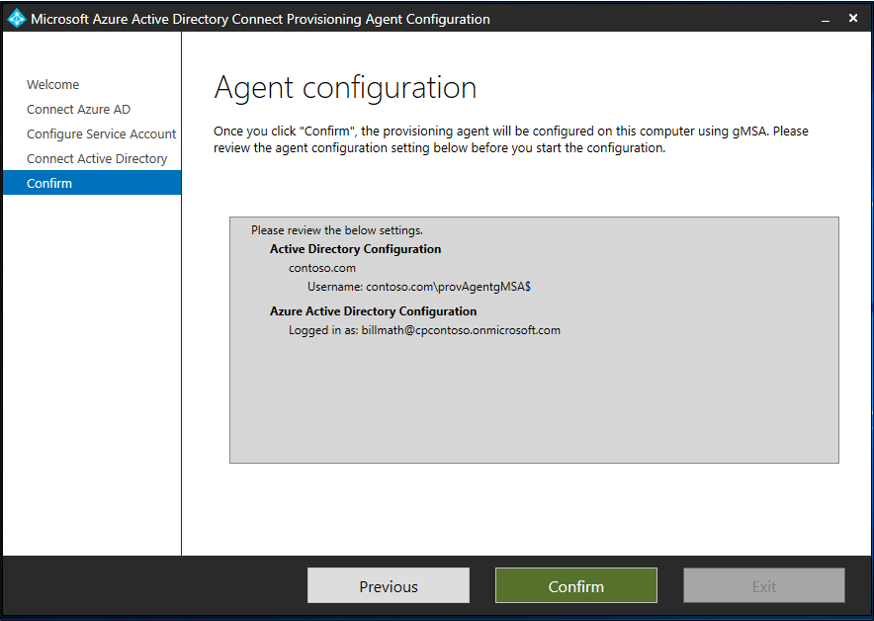 Microsoft Azure Active Directory Connect Provisioning Agent Configuration
Welcome
Connect Azure AD
Configure Service Account
Connect Active Directory
Confirm
Agent configuration
Once you click "Confirm", the provisioning agent will be configured on this computer using gMSA. Please
review the agent configuration setting below before you start the configuration.
Please review the below settings.
Active Directory Configuration
contoso.com
Username: contoso.com\provAgentgMSA$
Azure Active Directory Configuration
Logged in as: billmath@cpcontoso.onmicrosoft.com
Previous
Confirm
Exit